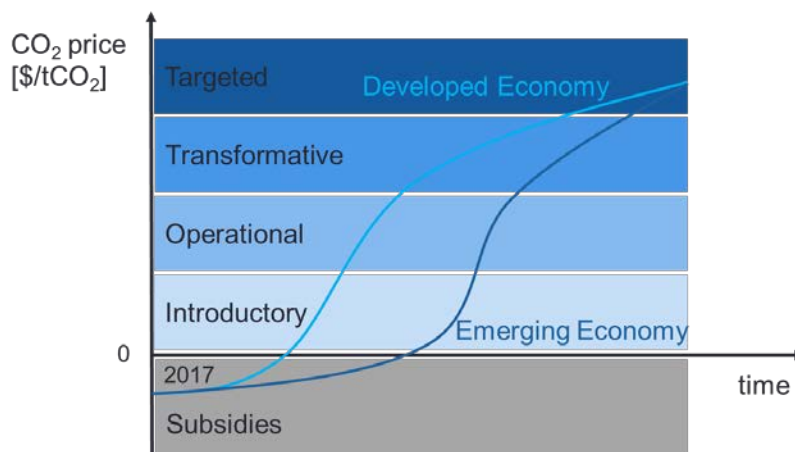 CO₂ price
[$/tCO₂]
Targeted
Developed Economy
Transformative
Operational
Introductory
Emerging Economy
0
2017
time
Subsidies